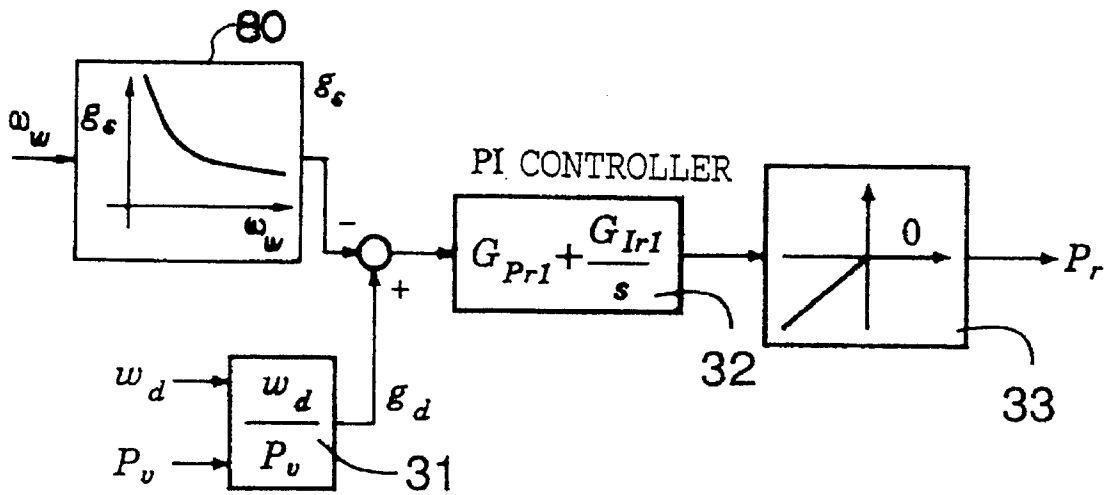 80
ω_w
g_s
ω_w
g_s
−
+
PI CONTROLLER
G_Pr1 + G_Ir1 / s
32
0
P_r
33
w_d
P_v
w_d / P_v
g_d
31